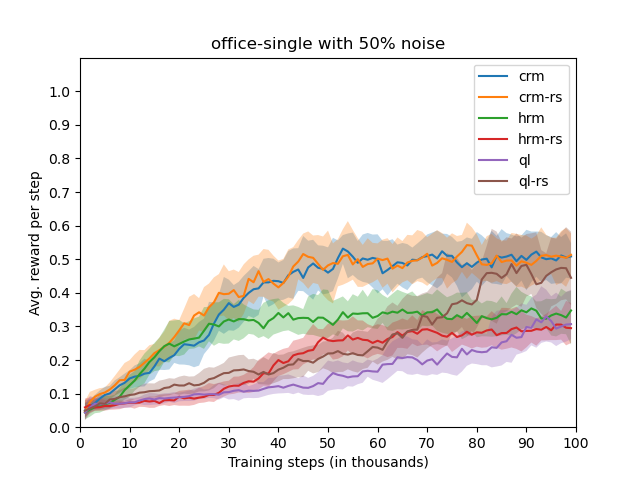 office-single with 50% noise
Avg. reward per step
1.0
0.9
0.8
0.7
0.6
0.5
0.4
0.3
0.2
0.1
0.0
crm
crm-rs
hrm
hrm-rs
ql
ql-rs
0 10 20 30 40 50 60 70 80 90 100
Training steps (in thousands)